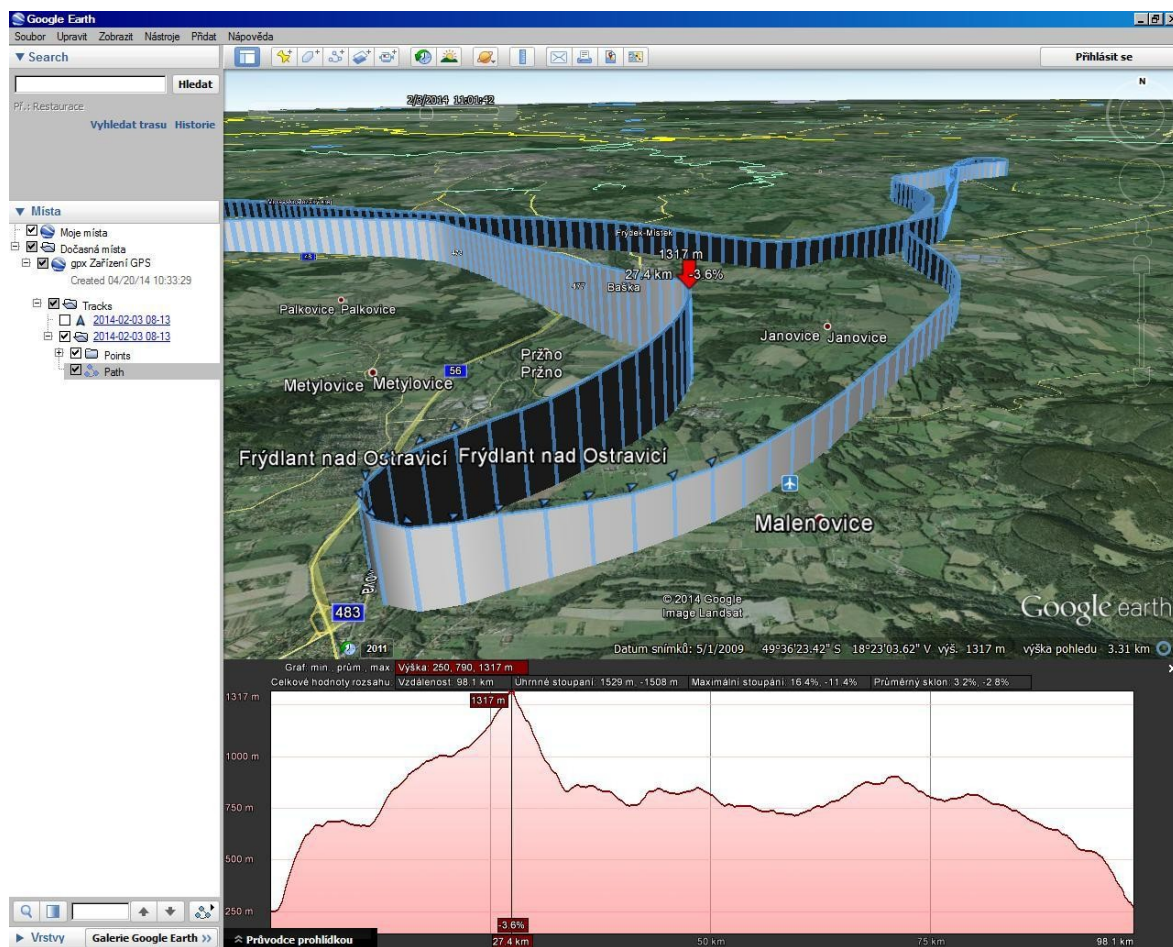 Google Earth
Soubor Upravit Zobrazit Nástroje Přidat Nápověda
▼ Search
Hledat
Př.: Restaurace
Vyhledat trasu Historie
Přihlásit se
2/3/2014 11:01:42
N
▼ Místa
Moje místa
Dočasná místa
gpx Zařízení GPS
Created 04/20/14 10:33:29
Tracks
2014-02-03 08-13
2014-02-03 08-13
Points
Path
Frýdek-Místek
1317 m
27.4 km -3.6%
Baška
477
Palkovice Palkovice
Janovice Janovice
Pržno
Pržno
56
Metylovice Metylovice
Frýdlant nad Ostravicí Frýdlant nad Ostravicí
Malenovice
483
© 2014 Google
Image Landsat
Google earth
2011
Datum snímků: 5/1/2009 49°36'23.42" S 18°23'03.62" V výš. 1317 m výška pohledu 3.31 km
Graf: min., prům., max. Výška: 250, 790, 1317 m
Celkové hodnoty rozsahu: Vzdálenost: 98.1 km Úhrnné stoupání: 1529 m, -1508 m Maximální stoupání: 16.4%, -11.4% Průměrný sklon: 3.2%, -2.8%
1317 m
1317 m
1000 m
750 m
500 m
250 m
-3.6%
27.4 km
50 km
75 km
98.1 km
Průvodce prohlídkou
Vrstvy
Galerie Google Earth >>